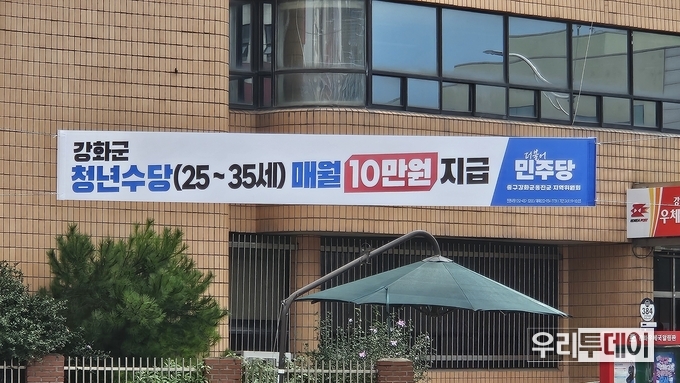 강화군
청년수당(25~35세) 매월 10만원 지급
더불어
민주당
중구강화군옹진군 지역위원회
우체
384
우리투데이